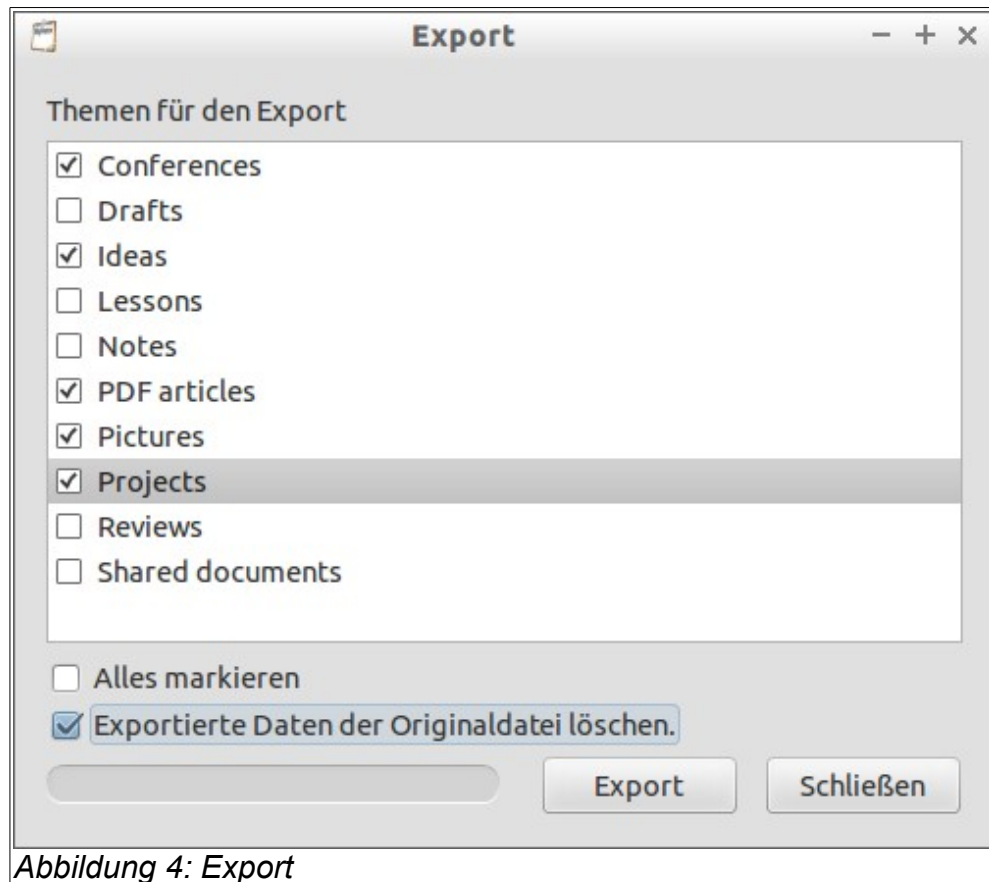 Export
Themen für den Export
Conferences
Drafts
Ideas
Lessons
Notes
PDF articles
Pictures
Projects
Reviews
Shared documents
Alles markieren
Exportierte Daten der Originaldatei löschen.
Export Schließen
Abbildung 4: Export